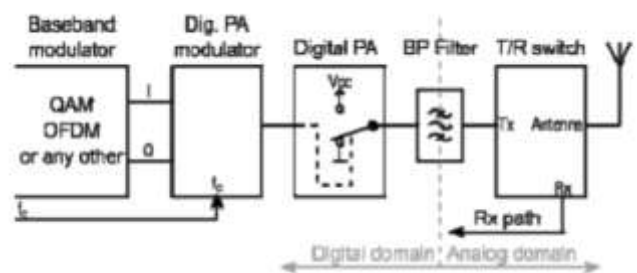 Baseband
modulator
Dig. PA
modulator
Digital PA
BP Filter
T/R switch
QAM
OFDM
or any other
I
Q
fc
fc
Vcc
Tx
Antenna
Rx
Rx path
Digital domain
Analog domain